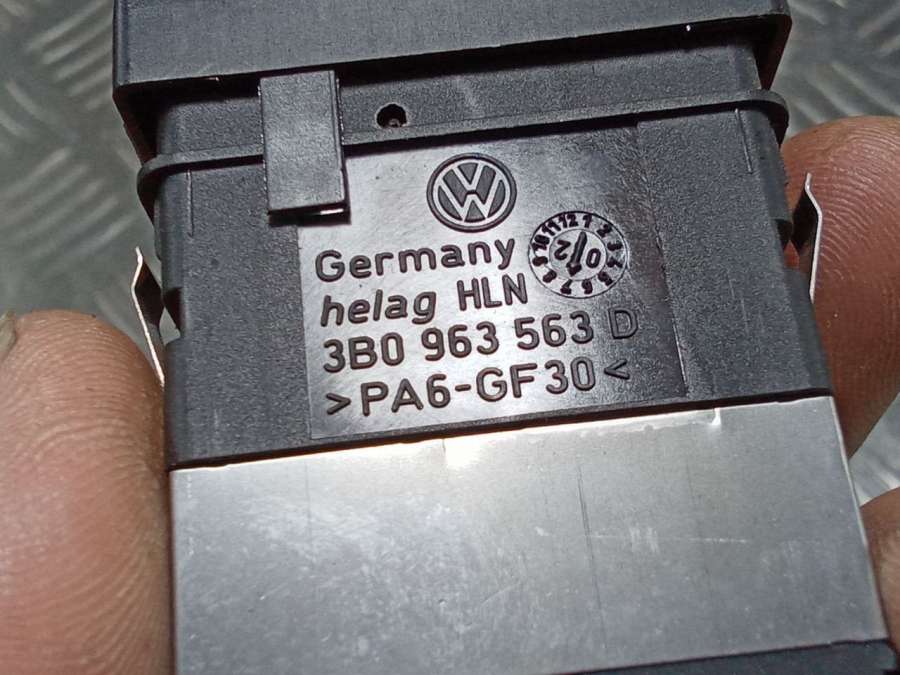 Germany
helag HLN
3B0 963 563 D
>PA6-GF30<